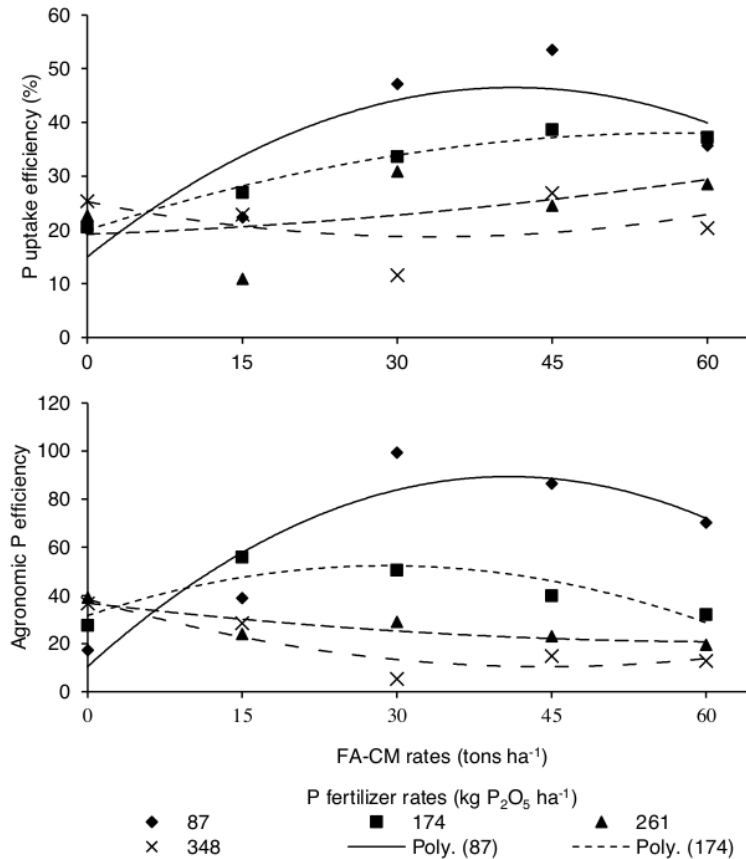 60
50
40
30
20
10
0
P uptake efficiency (%)
0 15 30 45 60
120
100
80
60
40
20
0
Agronomic P efficiency
0 15 30 45 60
FA-CM rates (tons ha⁻¹)
P fertilizer rates (kg P₂O₅ ha⁻¹)
87 174 261
348 Poly. (87) Poly. (174)